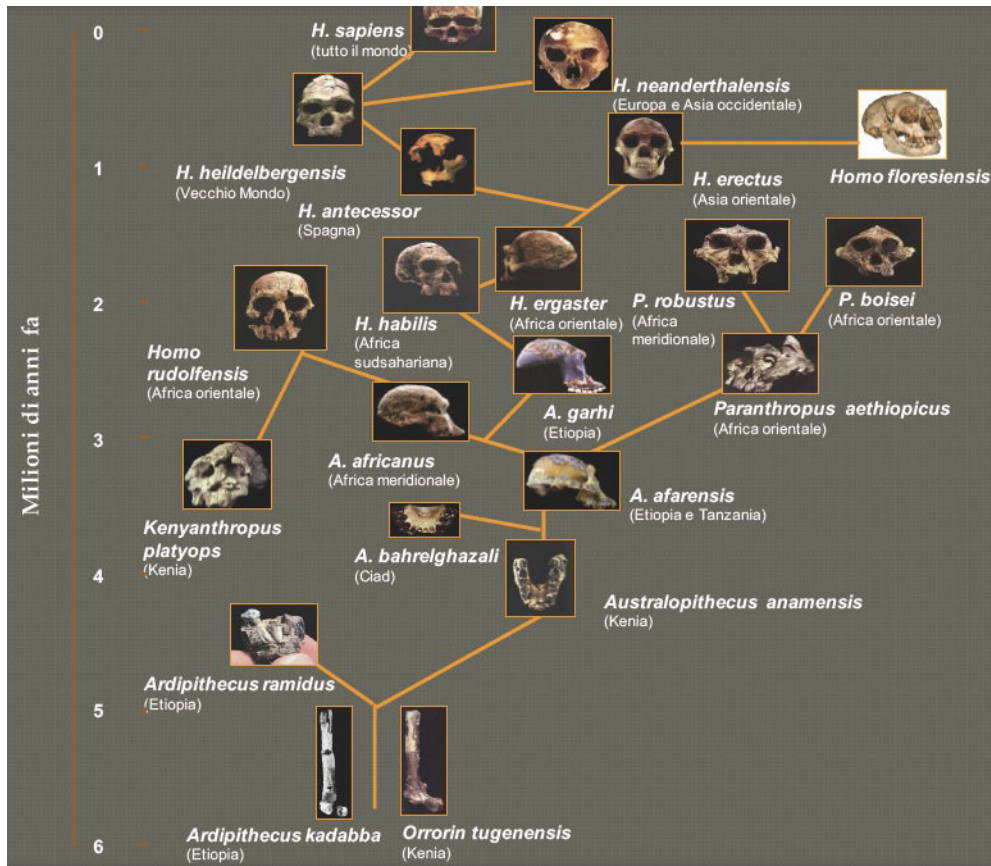 0
H. sapiens
(tutto il mondo)
H. neanderthalensis
(Europa e Asia occidentale)
1
H. heildelbergensis
(Vecchio Mondo)
H. antecessor
(Spagna)
H. erectus
(Asia orientale)
Homo floresiensis
2
H. habilis
(Africa
sudsahariana)
H. ergaster
(Africa orientale)
P. robustus
(Africa
meridionale)
P. boisei
(Africa orientale)
Homo
rudolfensis
(Africa orientale)
A. garhi
(Etiopia)
Paranthropus aethiopicus
(Africa orientale)
3
A. africanus
(Africa meridionale)
A. afarensis
(Etiopia e Tanzania)
Kenyanthropus
platyops
(Kenia)
A. bahrelghazali
(Ciad)
4
Australopithecus anamensis
(Kenia)
Ardipithecus ramidus
(Etiopia)
5
Ardipithecus kadabba
(Etiopia)
Orrorin tugenensis
(Kenia)
6
Milioni di anni fa